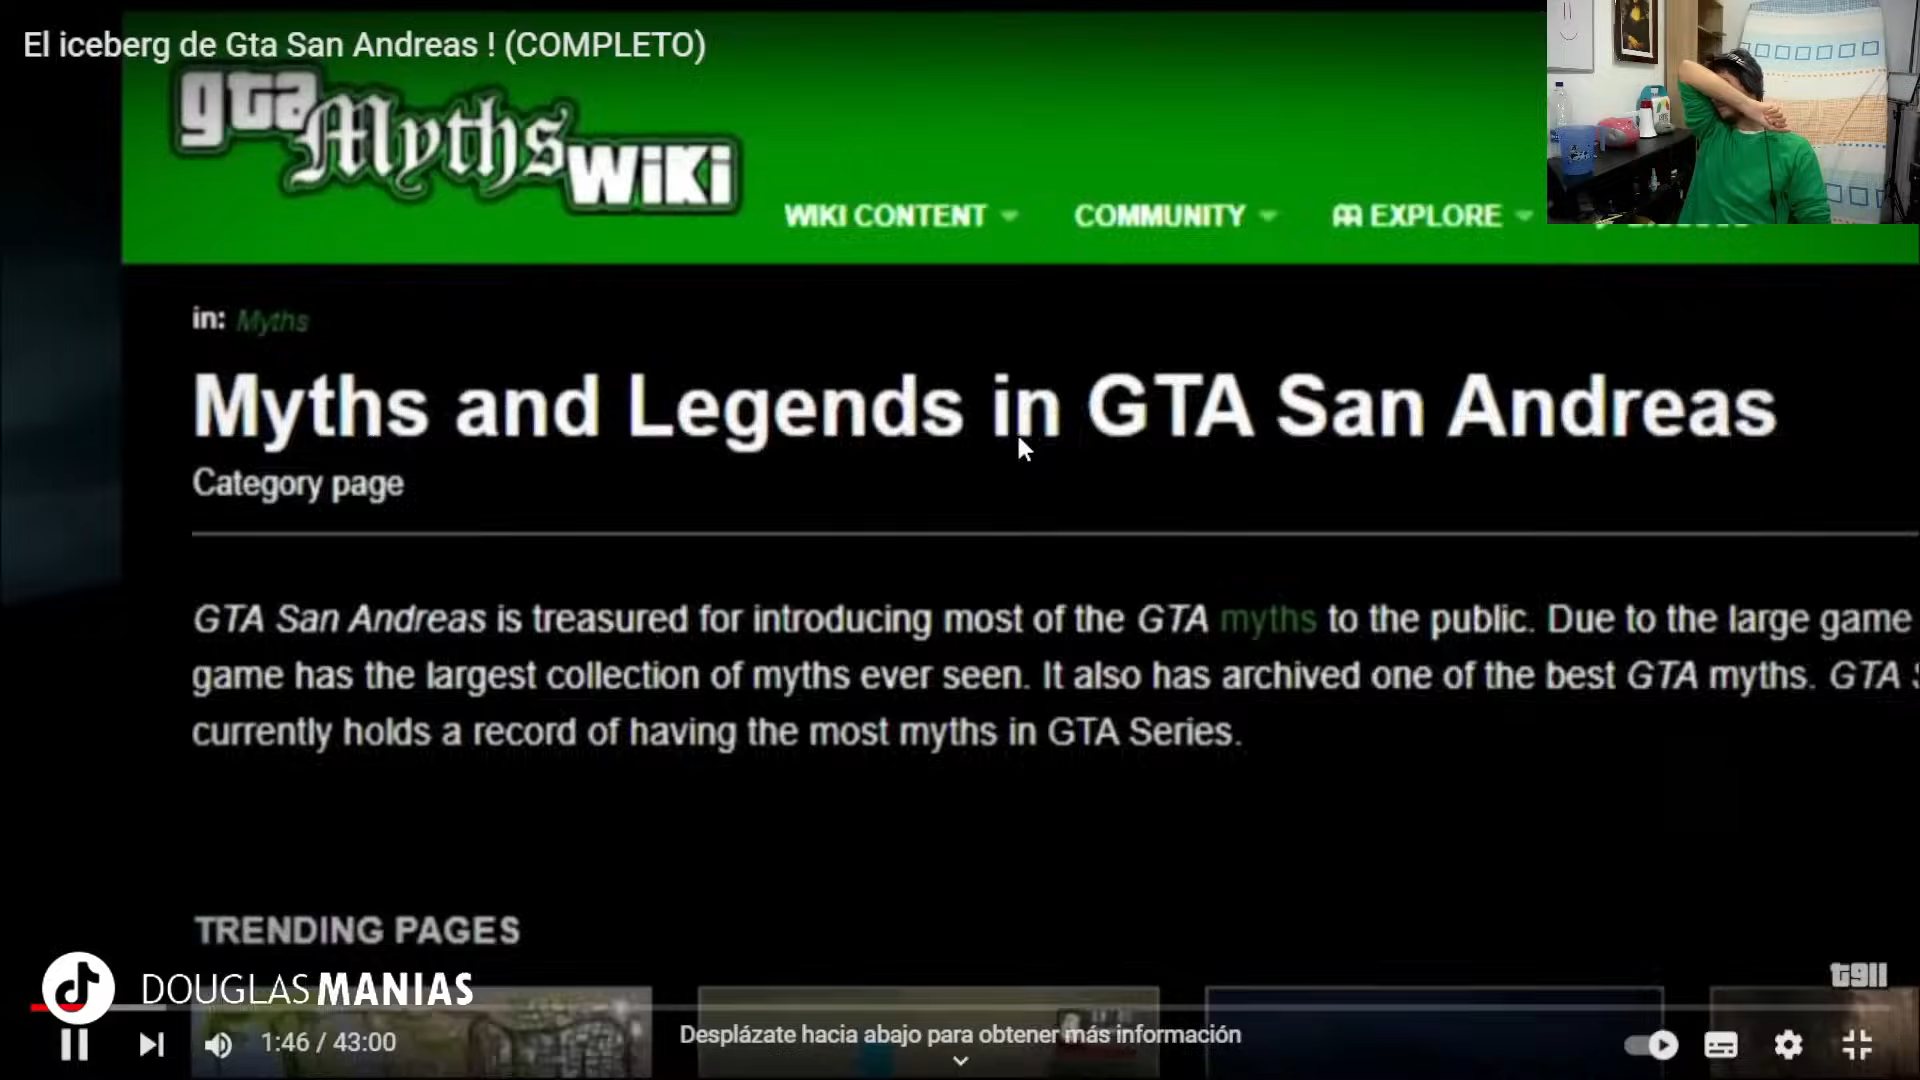 El iceberg de Gta San Andreas ! (COMPLETO)
gta Myths WiKi
WIKI CONTENT
COMMUNITY
EXPLORE
in: Myths
Myths and Legends in GTA San Andreas
Category page
GTA San Andreas is treasured for introducing most of the GTA myths to the public. Due to the large game
game has the largest collection of myths ever seen. It also has archived one of the best GTA myths. GTA
currently holds a record of having the most myths in GTA Series.
TRENDING PAGES
DOUGLASMANIAS
t911
1:46 / 43:00
Desplázate hacia abajo para obtener más información